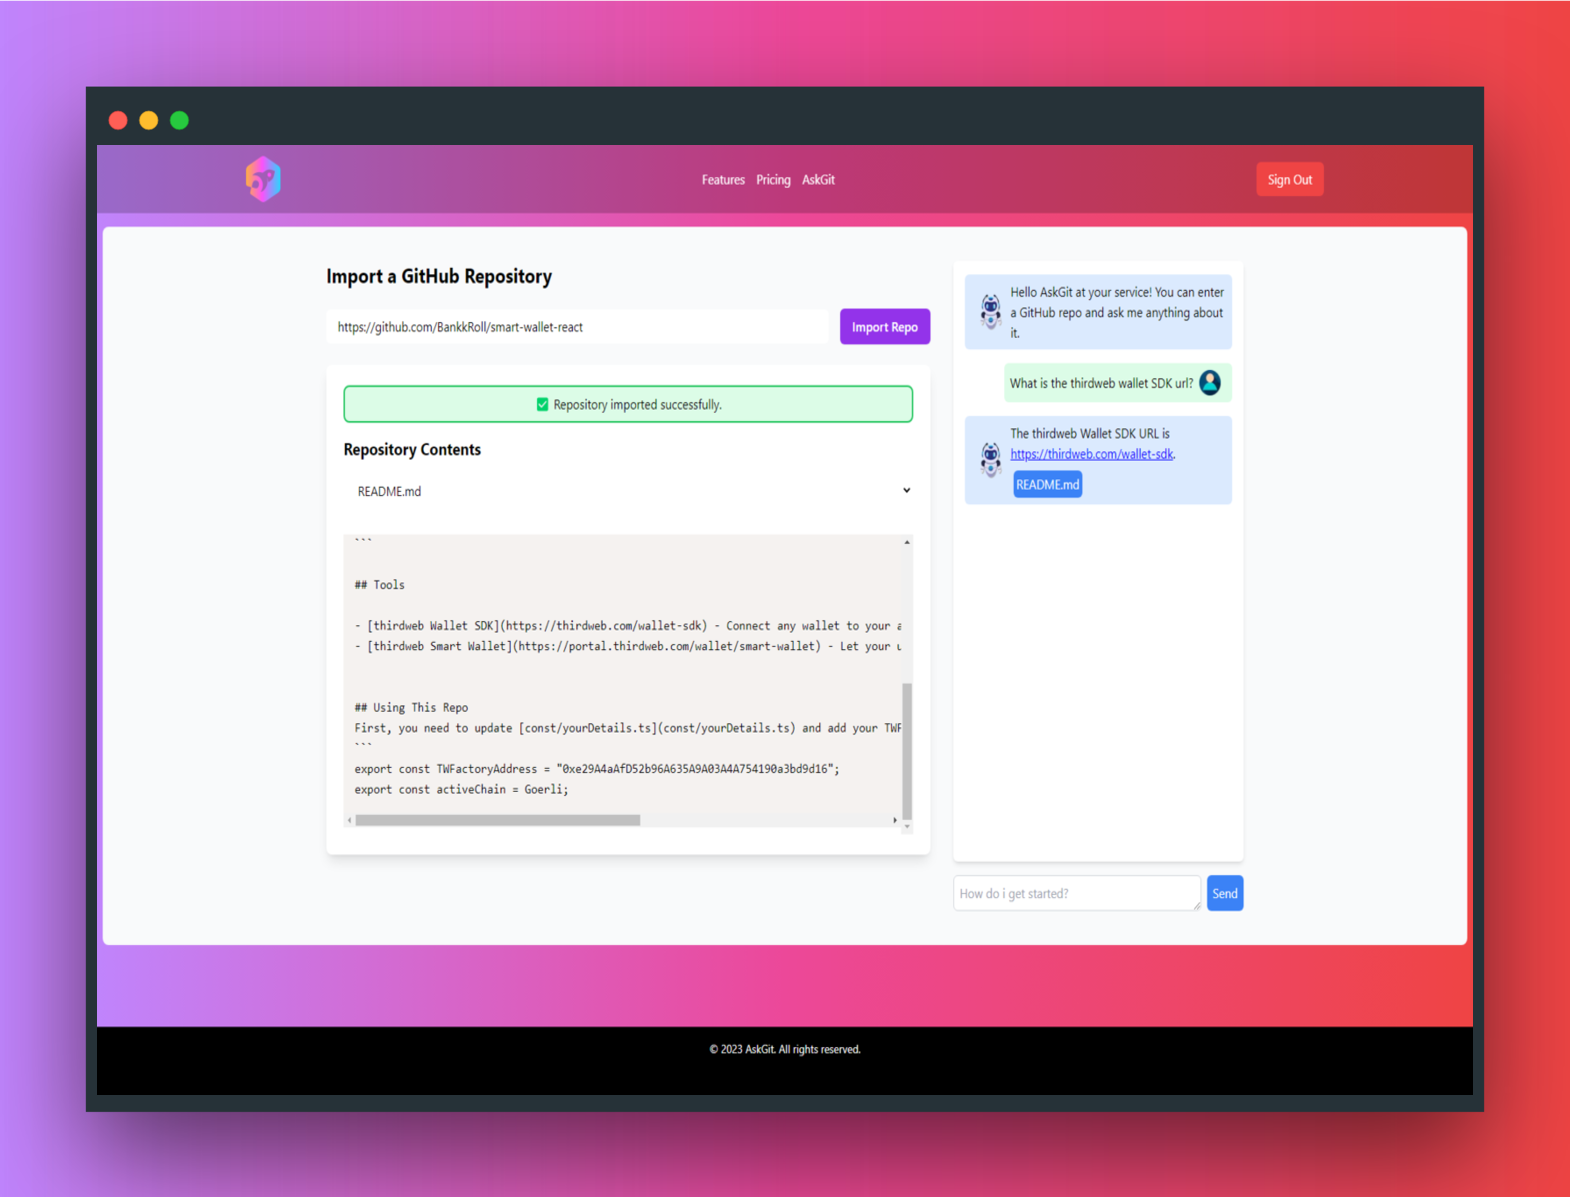 Features Pricing AskGit
Sign Out
Import a GitHub Repository
https://github.com/BankkRoll/smart-wallet-react
Import Repo
Repository imported successfully.
Repository Contents
README.md
```
## Tools
- [thirdweb Wallet SDK](https://thirdweb.com/wallet-sdk) - Connect any wallet to your a
- [thirdweb Smart Wallet](https://portal.thirdweb.com/wallet/smart-wallet) - Let your u
## Using This Repo
First, you need to update [const/yourDetails.ts](const/yourDetails.ts) and add your TWF
```
export const TWFactoryAddress = "0xe29A4aAfD52b96A635A9A03A4A754190a3bd9d16";
export const activeChain = Goerli;
Hello AskGit at your service! You can enter
a GitHub repo and ask me anything about
it.
What is the thirdweb wallet SDK url?
The thirdweb Wallet SDK URL is
https://thirdweb.com/wallet-sdk.
README.md
How do i get started?
Send
© 2023 AskGit. All rights reserved.